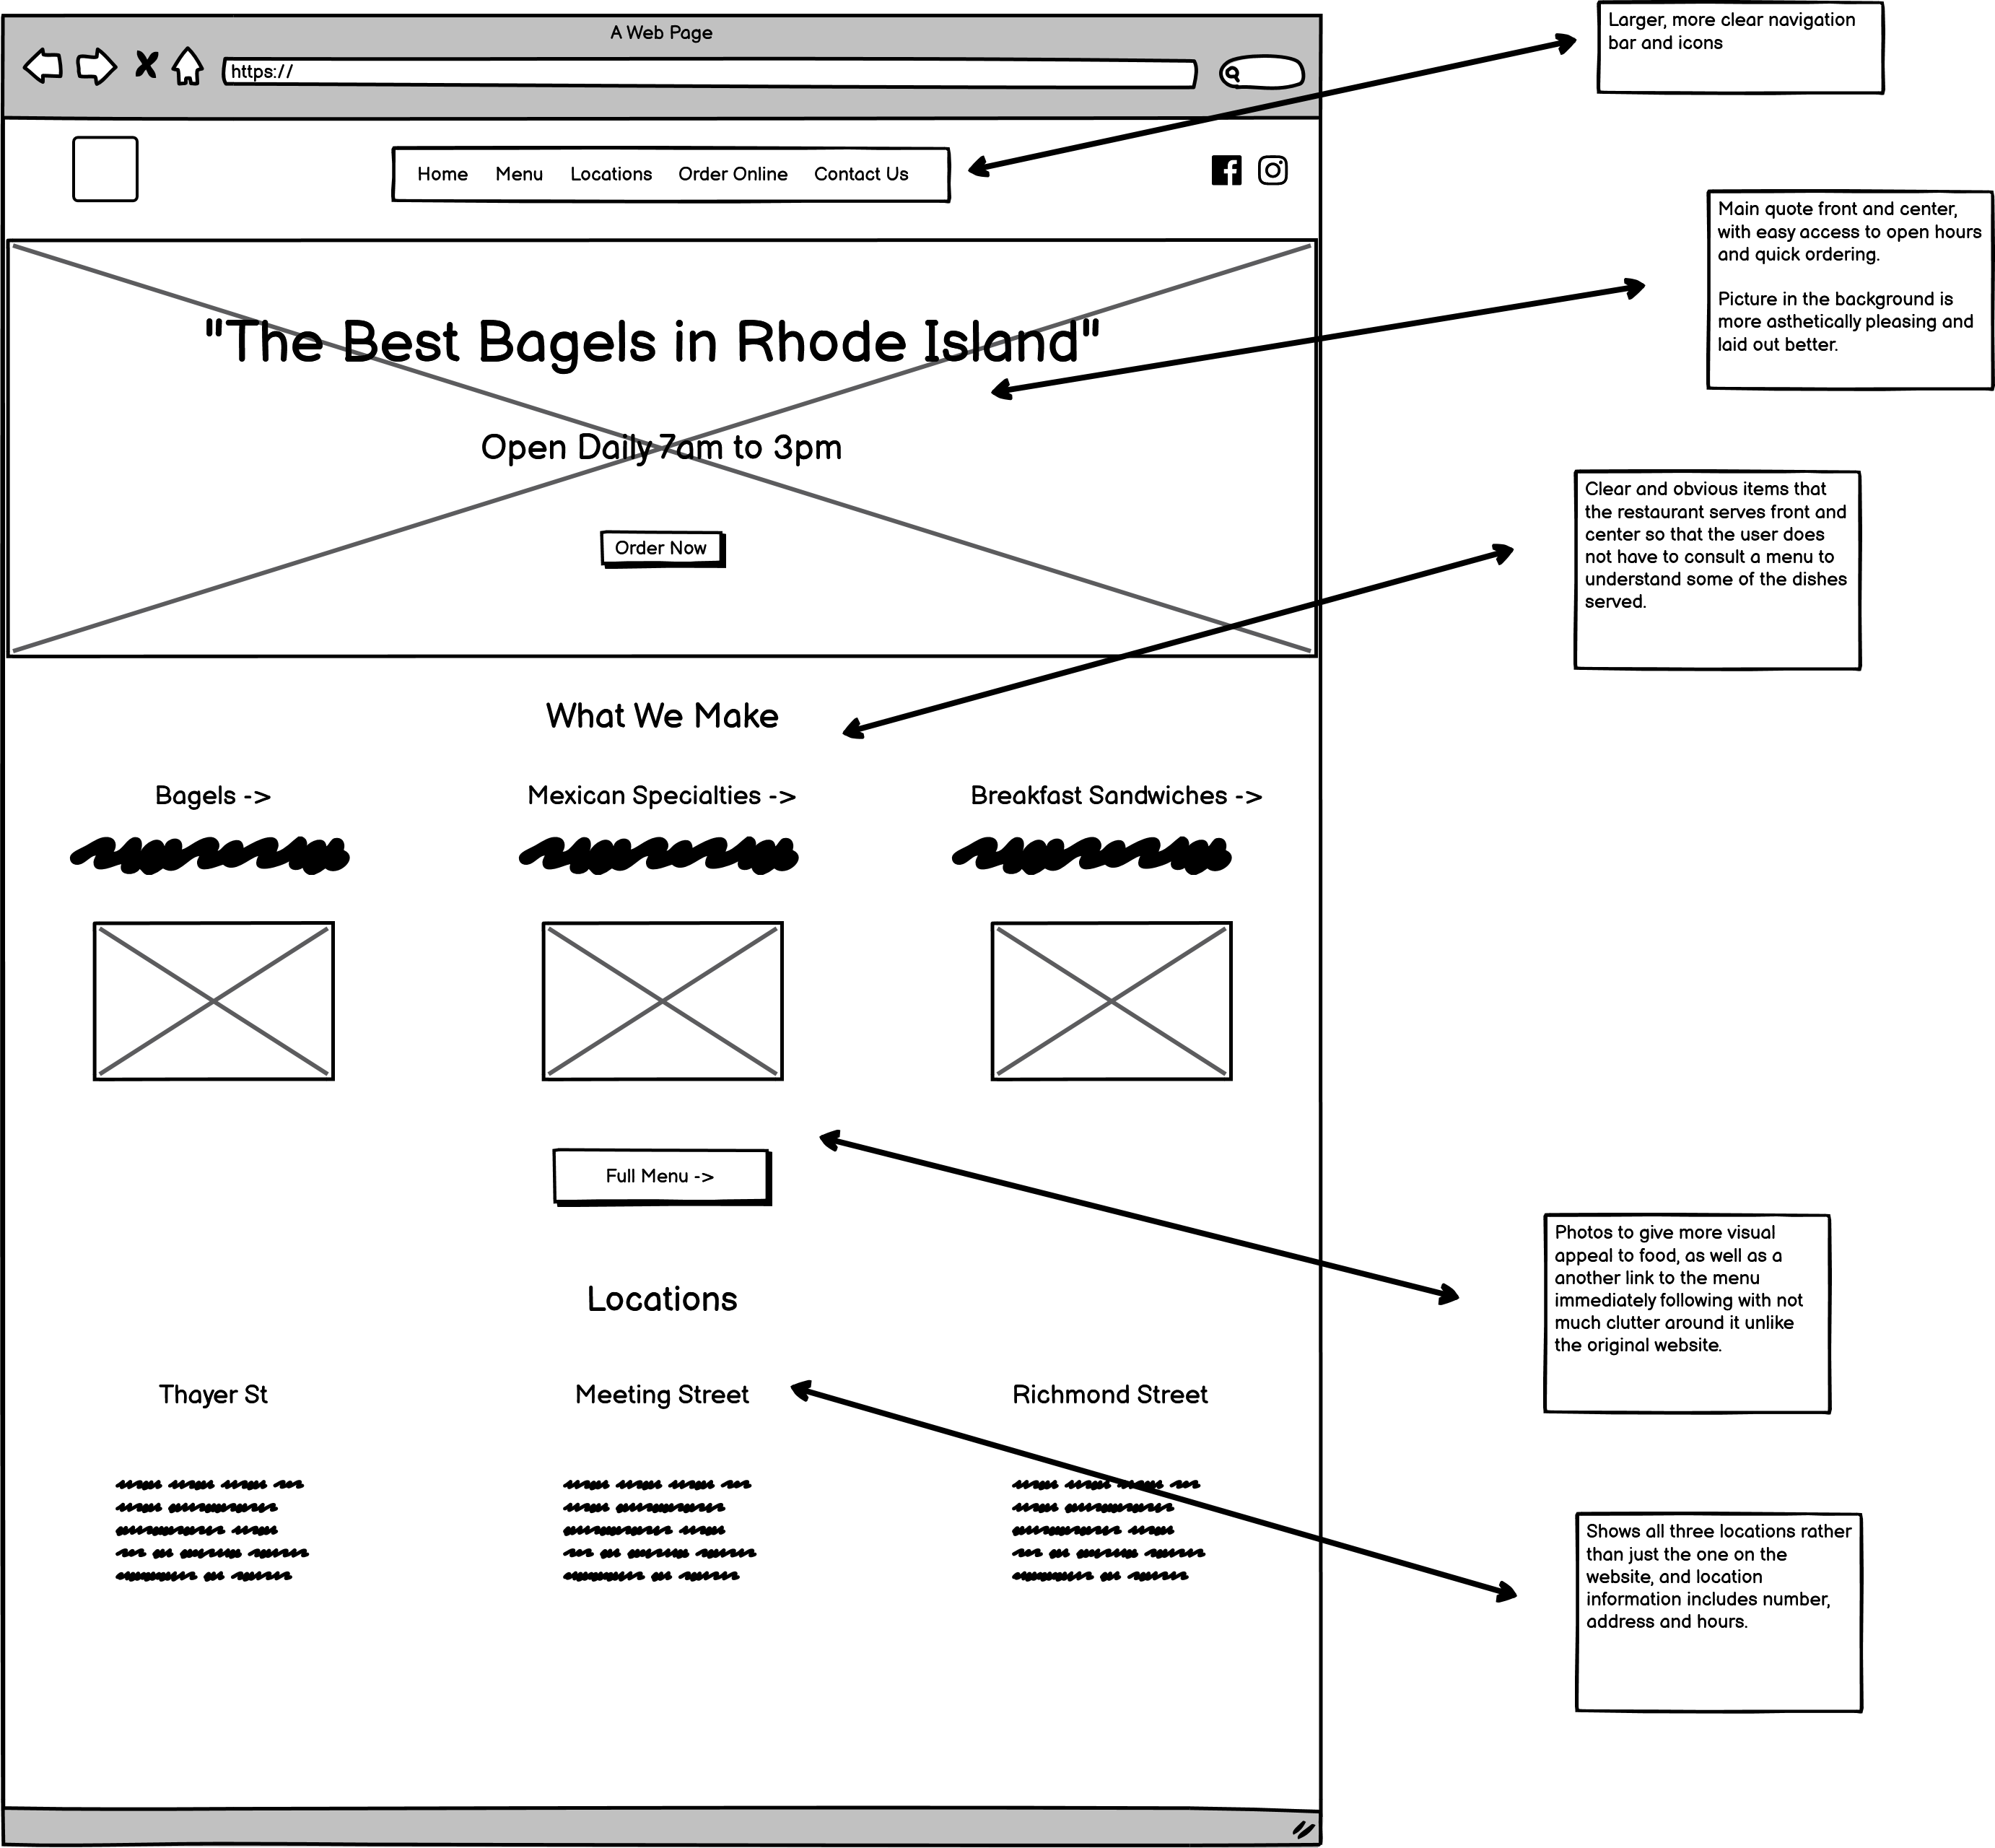 A Web Page
https://
Home Menu Locations Order Online Contact Us
"The Best Bagels in Rhode Island"
Open Daily 7am to 3pm
Order Now
What We Make
Bagels -> Mexican Specialties -> Breakfast Sandwiches ->
Full Menu ->
Locations
Thayer St Meeting Street Richmond Street
Larger, more clear navigation
bar and icons
Main quote front and center,
with easy access to open hours
and quick ordering.
Picture in the background is
more asthetically pleasing and
laid out better.
Clear and obvious items that
the restaurant serves front and
center so that the user does
not have to consult a menu to
understand some of the dishes
served.
Photos to give more visual
appeal to food, as well as a
another link to the menu
immediately following with not
much clutter around it unlike
the original website.
Shows all three locations rather
than just the one on the
website, and location
information includes number,
address and hours.